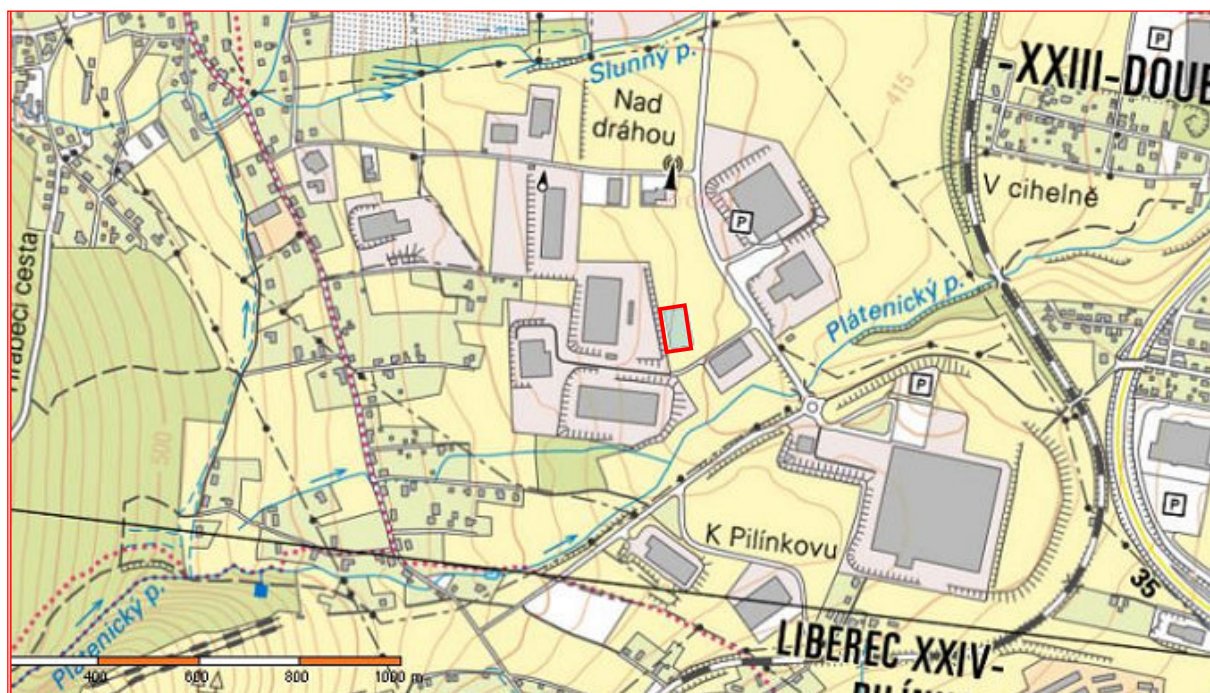 Slunný p.
-XXIII-DOUB
P
415
Nad
dráhou
V cihelně
P
Plátenický p.
Hraběcí cesta
P
500
P
K Pilínkovu
35
Plátenický p.
LIBEREC XXIV-
400 600 800 1000 m